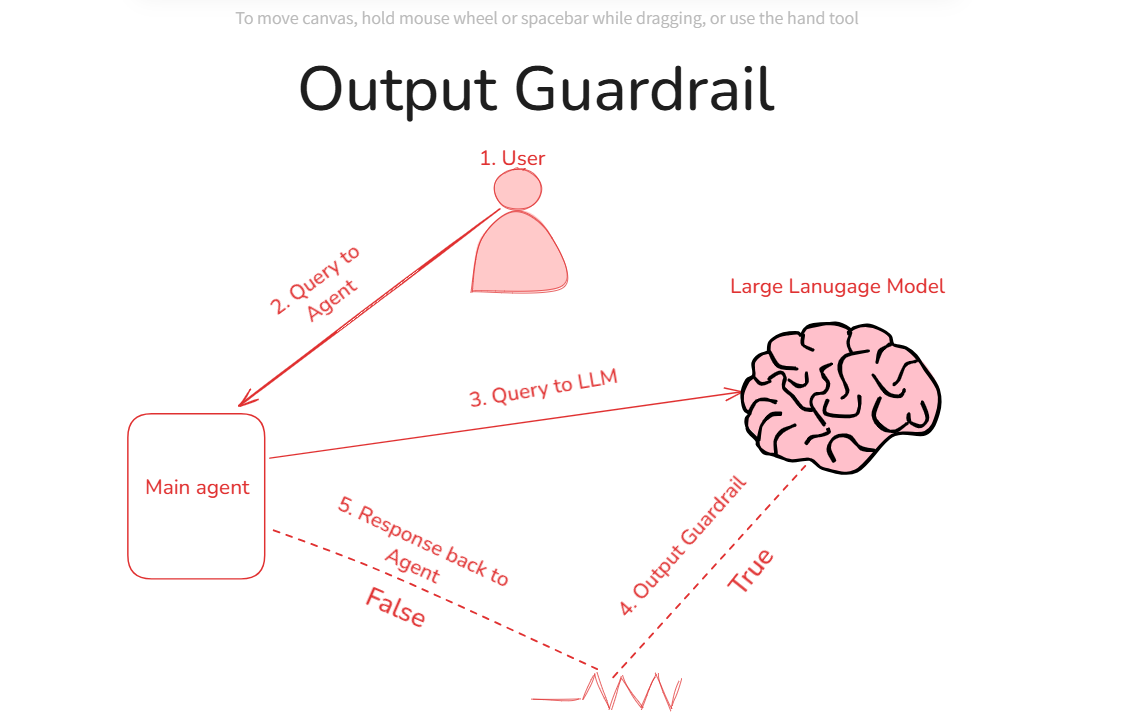 To move canvas, hold mouse wheel or spacebar while dragging, or use the hand tool
Output Guardrail
1. User
2. Query to
Agent
Large Lanugage Model
3. Query to LLM
Main agent
5. Response back to
Agent
False
4. Output Guardrail
True